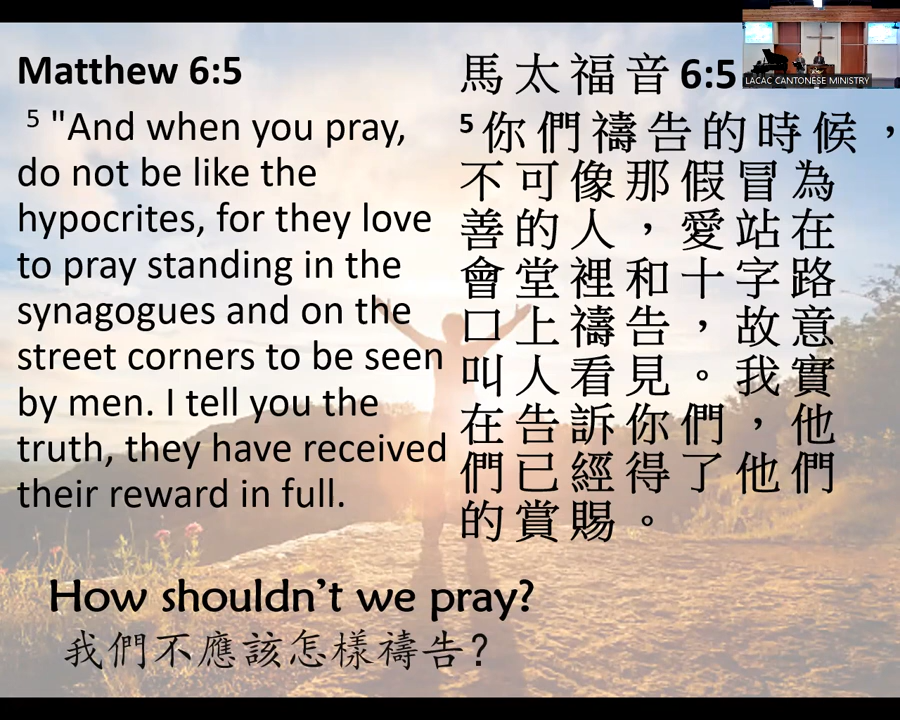 Matthew 6:5
5 "And when you pray,
do not be like the
hypocrites, for they love
to pray standing in the
synagogues and on the
street corners to be seen
by men. I tell you the
truth, they have received
their reward in full.
馬太福音 6:5
5 你們禱告的時候，
不可像那假冒為
善的人，愛站在
會堂裡和十字路
口上禱告，故意
叫人看見。我實
在告訴你們，他
們已經得了他們
的賞賜。
How shouldn't we pray?
我們不應該怎樣禱告？
LACAC CANTONESE MINISTRY